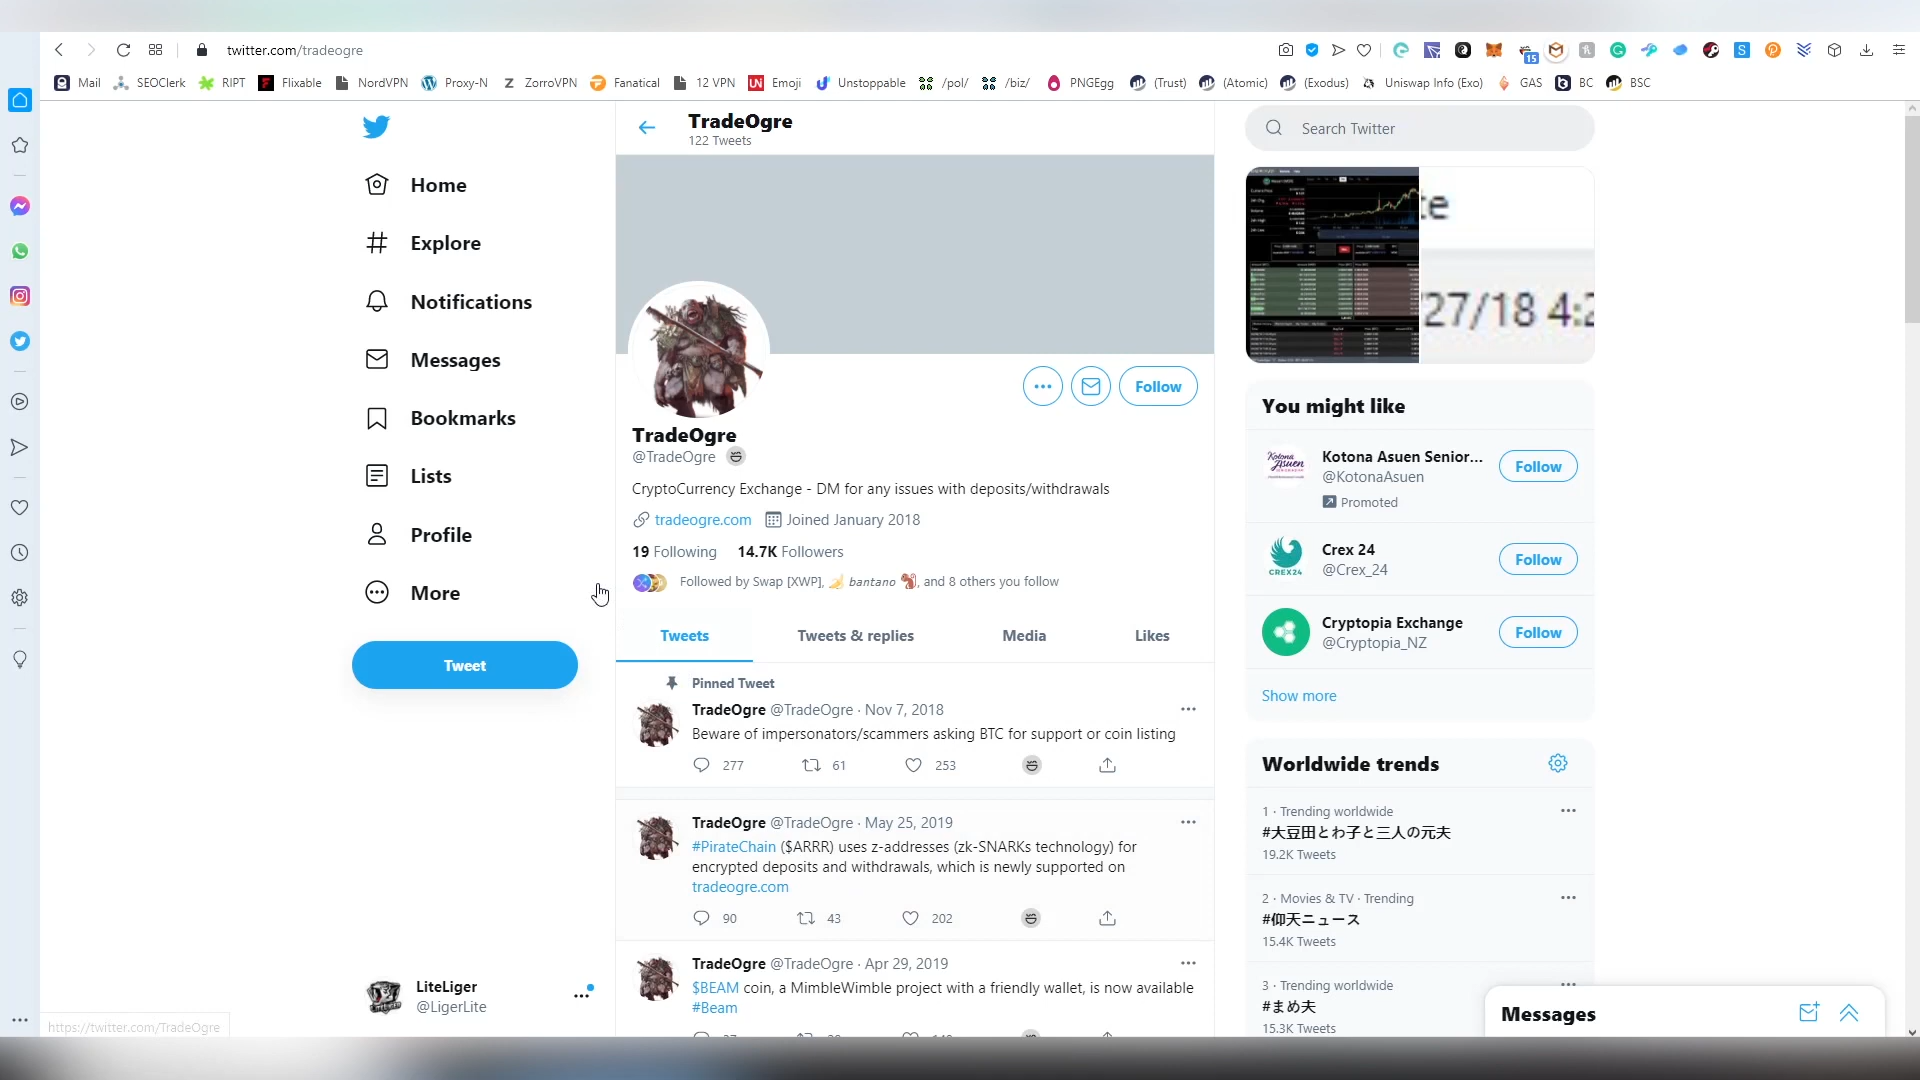 twitter.com/tradeogre
15
Mail
SEOClerk
RIPT
Flixable
NordVPN
Proxy-N
ZorroVPN
Fanatical
12 VPN
Emoji
Unstoppable
/pol/
/biz/
PNGEgg
(Trust)
(Atomic)
(Exodus)
Uniswap Info (Exo)
GAS
BC
BSC
Home
Explore
Notifications
Messages
Bookmarks
Lists
Profile
More
Tweet
LiteLiger
@LigerLite
https://twitter.com/TradeOgre
TradeOgre
122 Tweets
Follow
TradeOgre
@TradeOgre
CryptoCurrency Exchange - DM for any issues with deposits/withdrawals
tradeogre.com Joined January 2018
19 Following 14.7K Followers
Followed by Swap [XWP], 🍌 bantano 🐿, and 8 others you follow
Tweets Tweets & replies Media Likes
Pinned Tweet
TradeOgre @TradeOgre · Nov 7, 2018
Beware of impersonators/scammers asking BTC for support or coin listing
277 61 253
TradeOgre @TradeOgre · May 25, 2019
#PirateChain ($ARRR) uses z-addresses (zk-SNARKs technology) for
encrypted deposits and withdrawals, which is newly supported on
tradeogre.com
90 43 202
TradeOgre @TradeOgre · Apr 29, 2019
$BEAM coin, a MimbleWimble project with a friendly wallet, is now available
#Beam
Search Twitter
te
27/18 4:2
You might like
Kotona Asuen Senior...
@KotonaAsuen
Promoted
Follow
Crex 24
@Crex_24
Follow
CREX24
Cryptopia Exchange
@Cryptopia_NZ
Follow
Show more
Worldwide trends
1 · Trending worldwide
#大豆田とわ子と三人の元夫
19.2K Tweets
2 · Movies & TV · Trending
#仰天ニュース
15.4K Tweets
3 · Trending worldwide
#まめ夫
15.3K Tweets
Messages